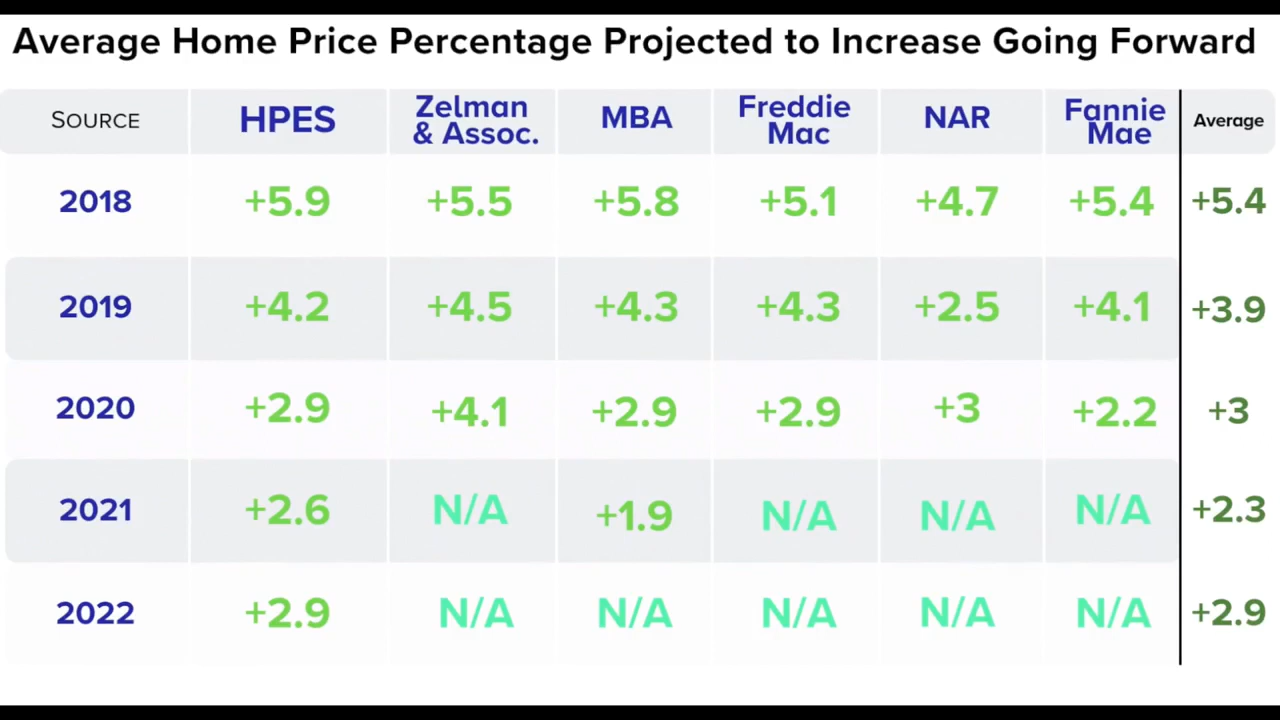 Average Home Price Percentage Projected to Increase Going Forward
SOURCE HPES Zelman & Assoc. MBA Freddie Mac NAR Fannie Mae Average
2018 +5.9 +5.5 +5.8 +5.1 +4.7 +5.4 +5.4
2019 +4.2 +4.5 +4.3 +4.3 +2.5 +4.1 +3.9
2020 +2.9 +4.1 +2.9 +2.9 +3 +2.2 +3
2021 +2.6 N/A +1.9 N/A N/A N/A +2.3
2022 +2.9 N/A N/A N/A N/A N/A +2.9